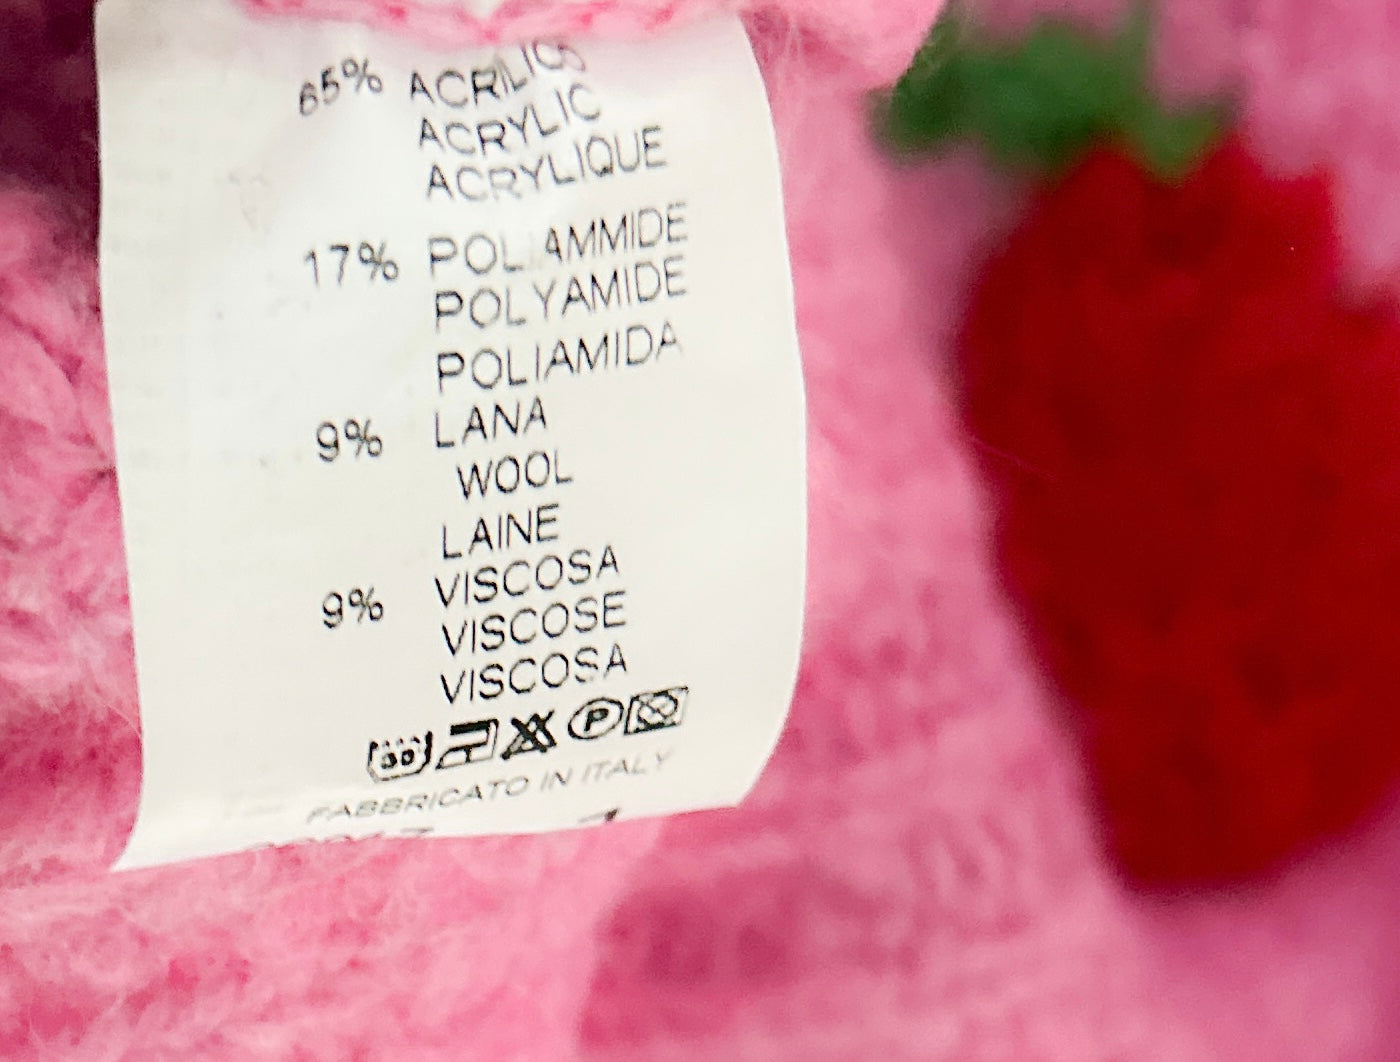 65% ACRILICO
ACRYLIC
ACRYLIQUE
17% POLIAMMIDE
POLYAMIDE
POLIAMIDA
9% LANA
WOOL
LAINE
9% VISCOSA
VISCOSE
VISCOSA
30 P
FABBRICATO IN ITALY